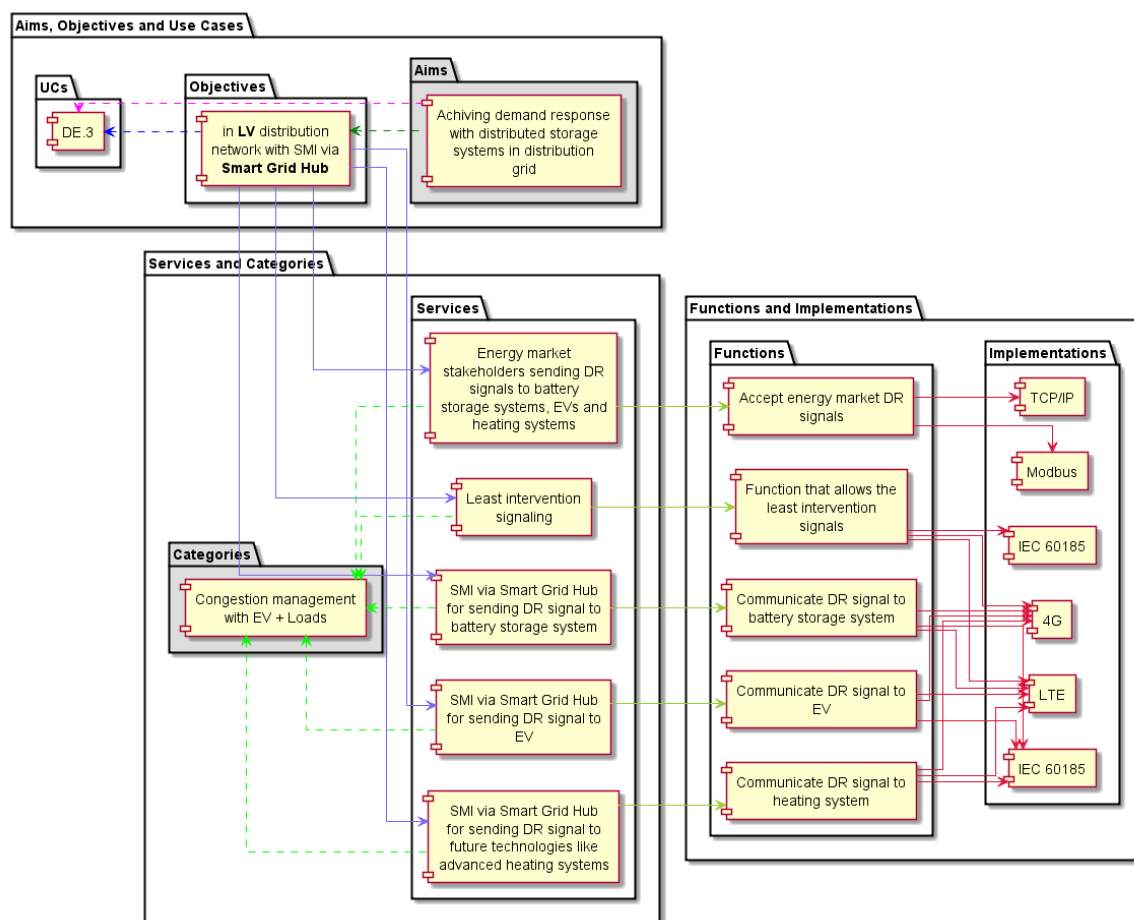 Aims, Objectives and Use Cases
UCs
DE.3
Objectives
in LV distribution
network with SMI via
Smart Grid Hub
Aims
Achiving demand response
with distributed storage
systems in distribution
grid
Services and Categories
Categories
Congestion management
with EV + Loads
Services
Energy market
stakeholders sending DR
signals to battery
storage systems, EVs and
heating systems
Least intervention
signaling
SMI via Smart Grid Hub
for sending DR signal to
battery storage system
SMI via Smart Grid Hub
for sending DR signal to
EV
SMI via Smart Grid Hub
for sending DR signal to
future technologies like
advanced heating systems
Functions and Implementations
Functions
Accept energy market DR
signals
Function that allows the
least intervention
signals
Communicate DR signal to
battery storage system
Communicate DR signal to
EV
Communicate DR signal to
heating system
Implementations
TCP/IP
Modbus
IEC 60185
4G
LTE
IEC 60185